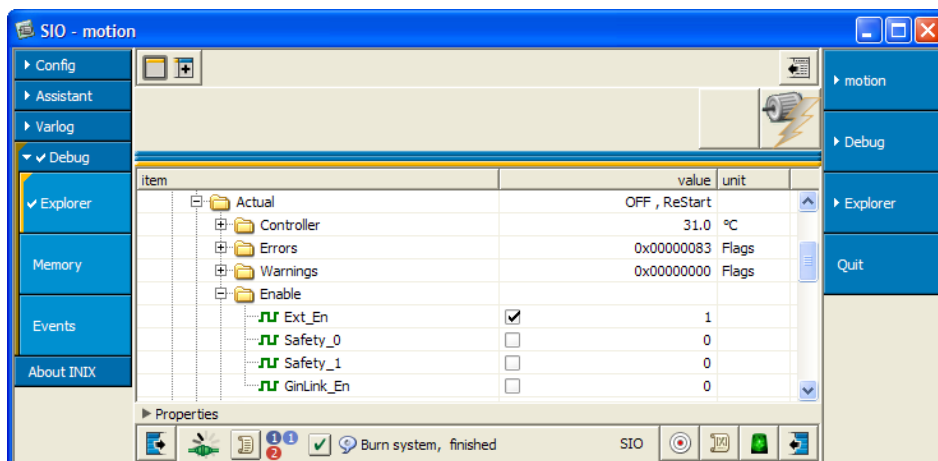 SIO - motion
Config
Assistant
Varlog
Debug
Explorer
Memory
Events
About INIX
item value unit
Actual OFF , ReStart
Controller 31.0 °C
Errors 0x00000083 Flags
Warnings 0x00000000 Flags
Enable
Ext_En 1
Safety_0 0
Safety_1 0
GinLink_En 0
Properties
1 1
2
Burn system, finished SIO
motion
Debug
Explorer
Quit